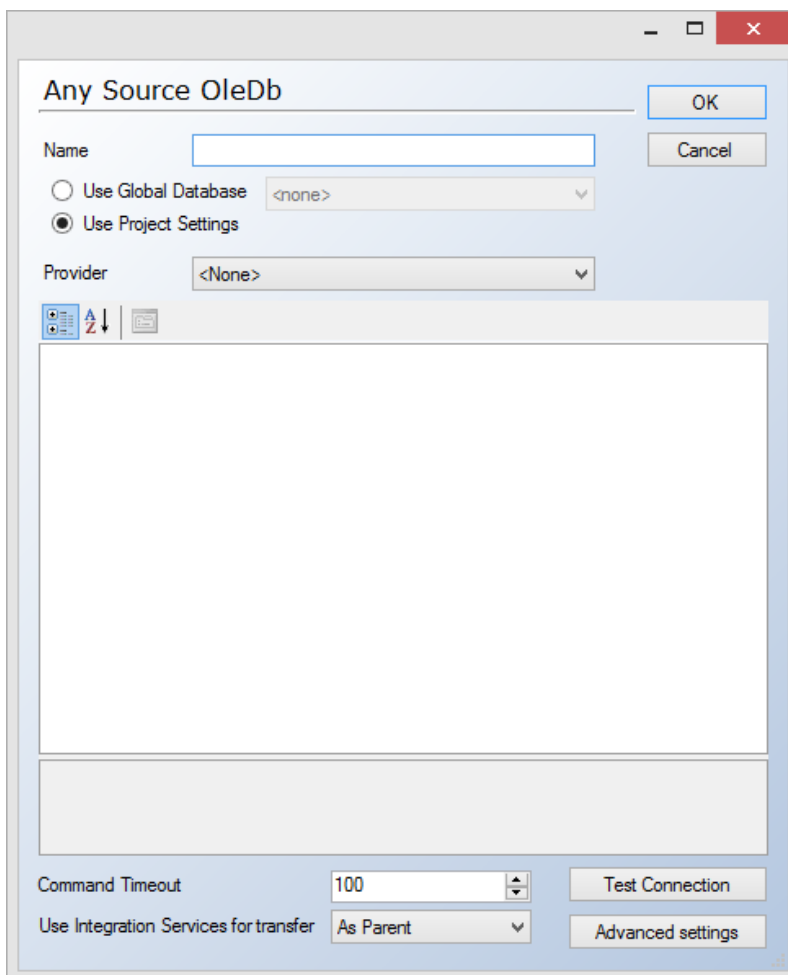 Any Source OleDb
OK
Name
Cancel
Use Global Database <none>
Use Project Settings
Provider <None>
Command Timeout 100 Test Connection
Use Integration Services for transfer As Parent Advanced settings